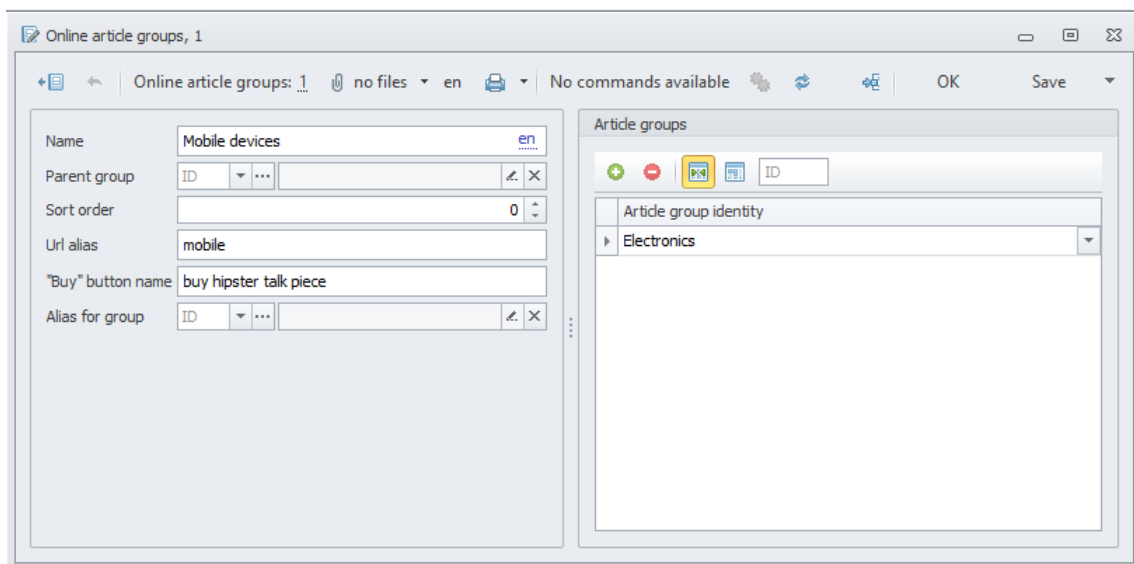 Online article groups, 1
Online article groups: 1 no files en No commands available OK Save
Name Mobile devices en
Parent group ID
Sort order 0
Url alias mobile
"Buy" button name buy hipster talk piece
Alias for group ID
Article groups
ID
Article group identity
Electronics